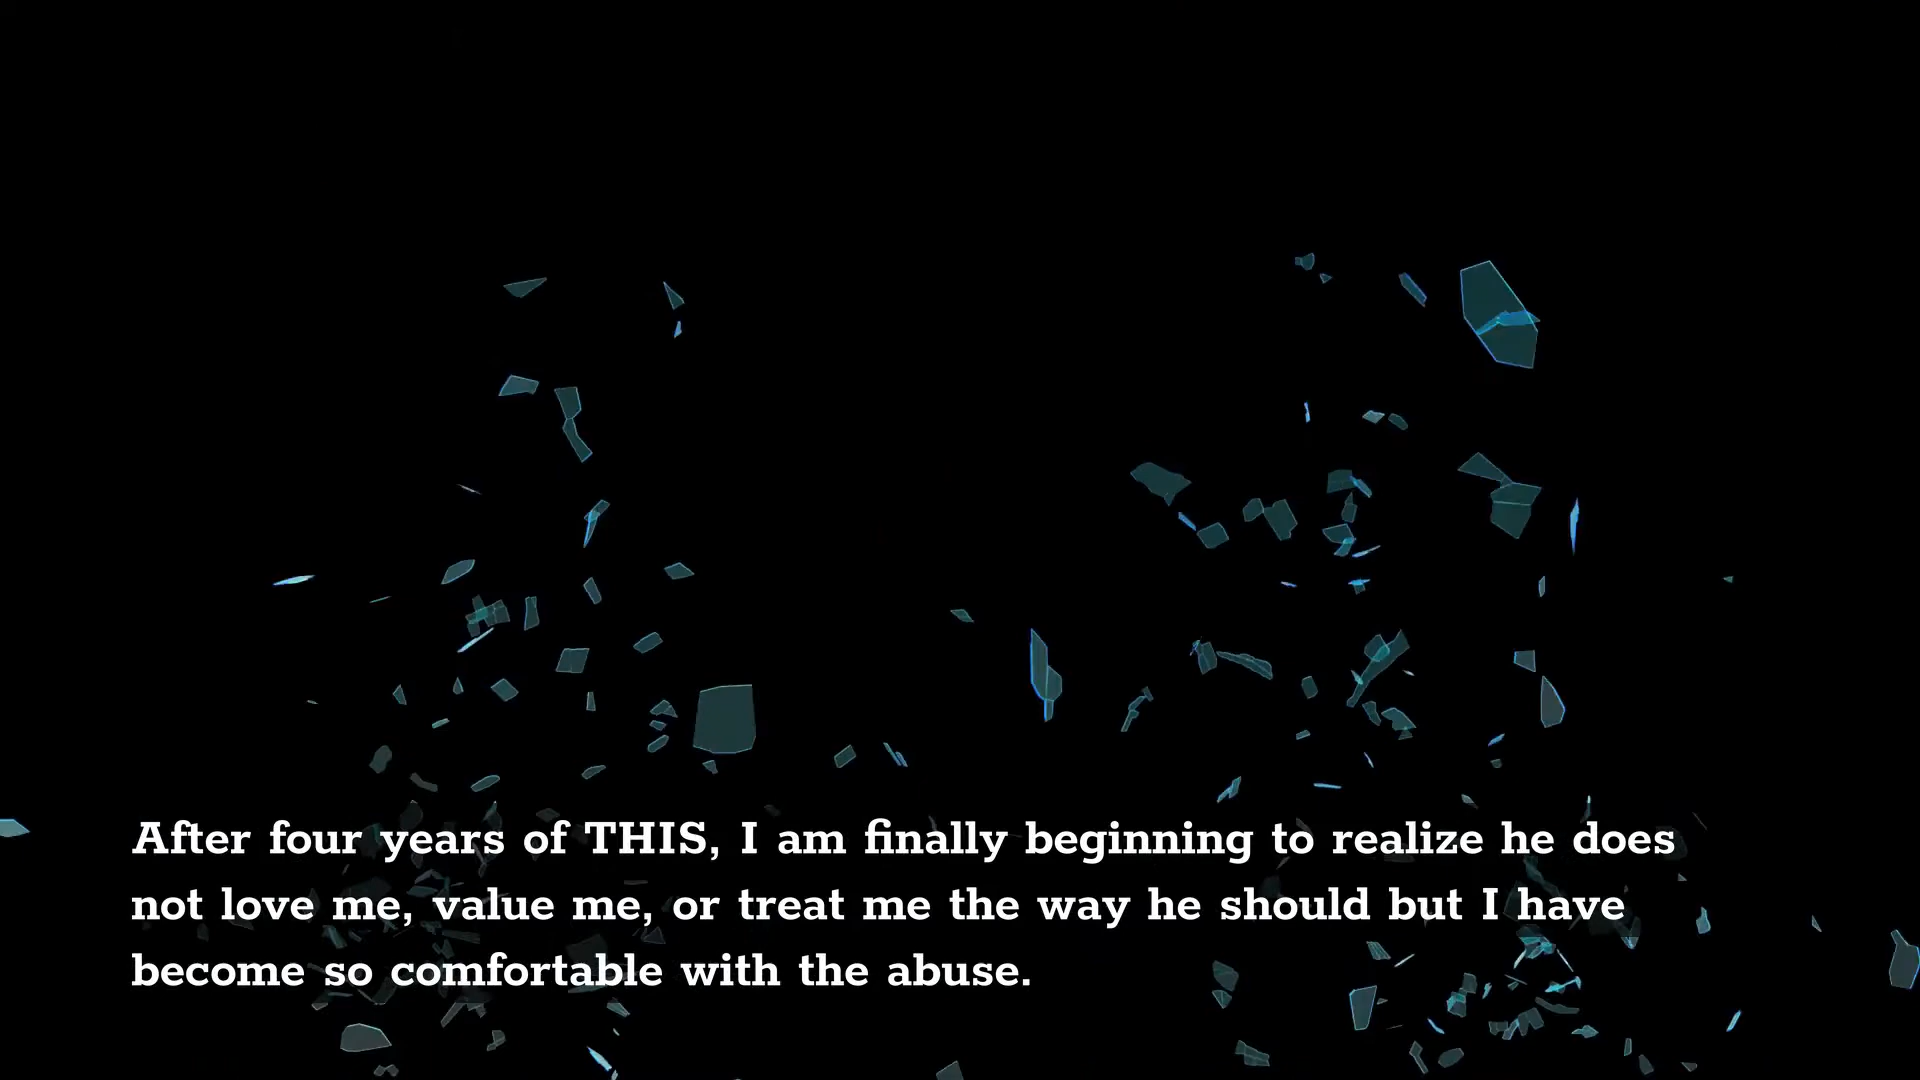 After four years of THIS, I am finally beginning to realize he does
not love me, value me, or treat me the way he should but I have
become so comfortable with the abuse.